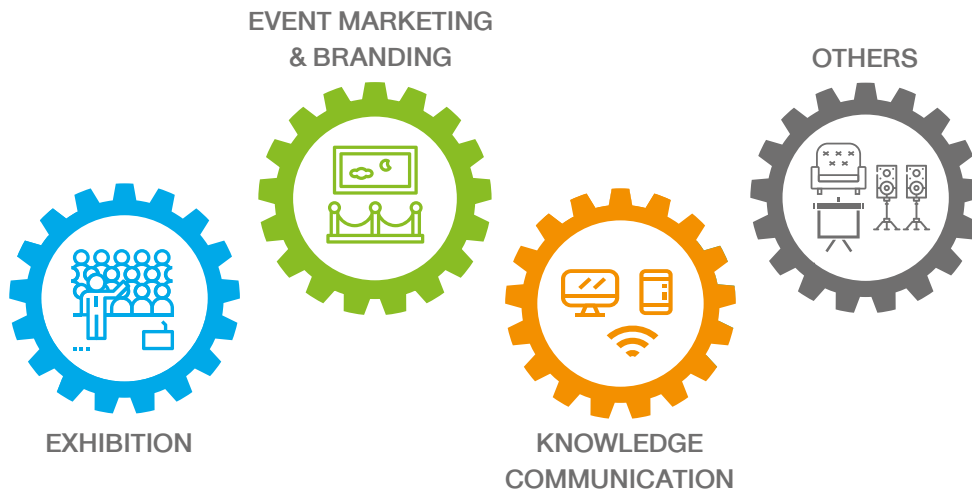 EVENT MARKETING
& BRANDING
OTHERS
EXHIBITION
KNOWLEDGE
COMMUNICATION